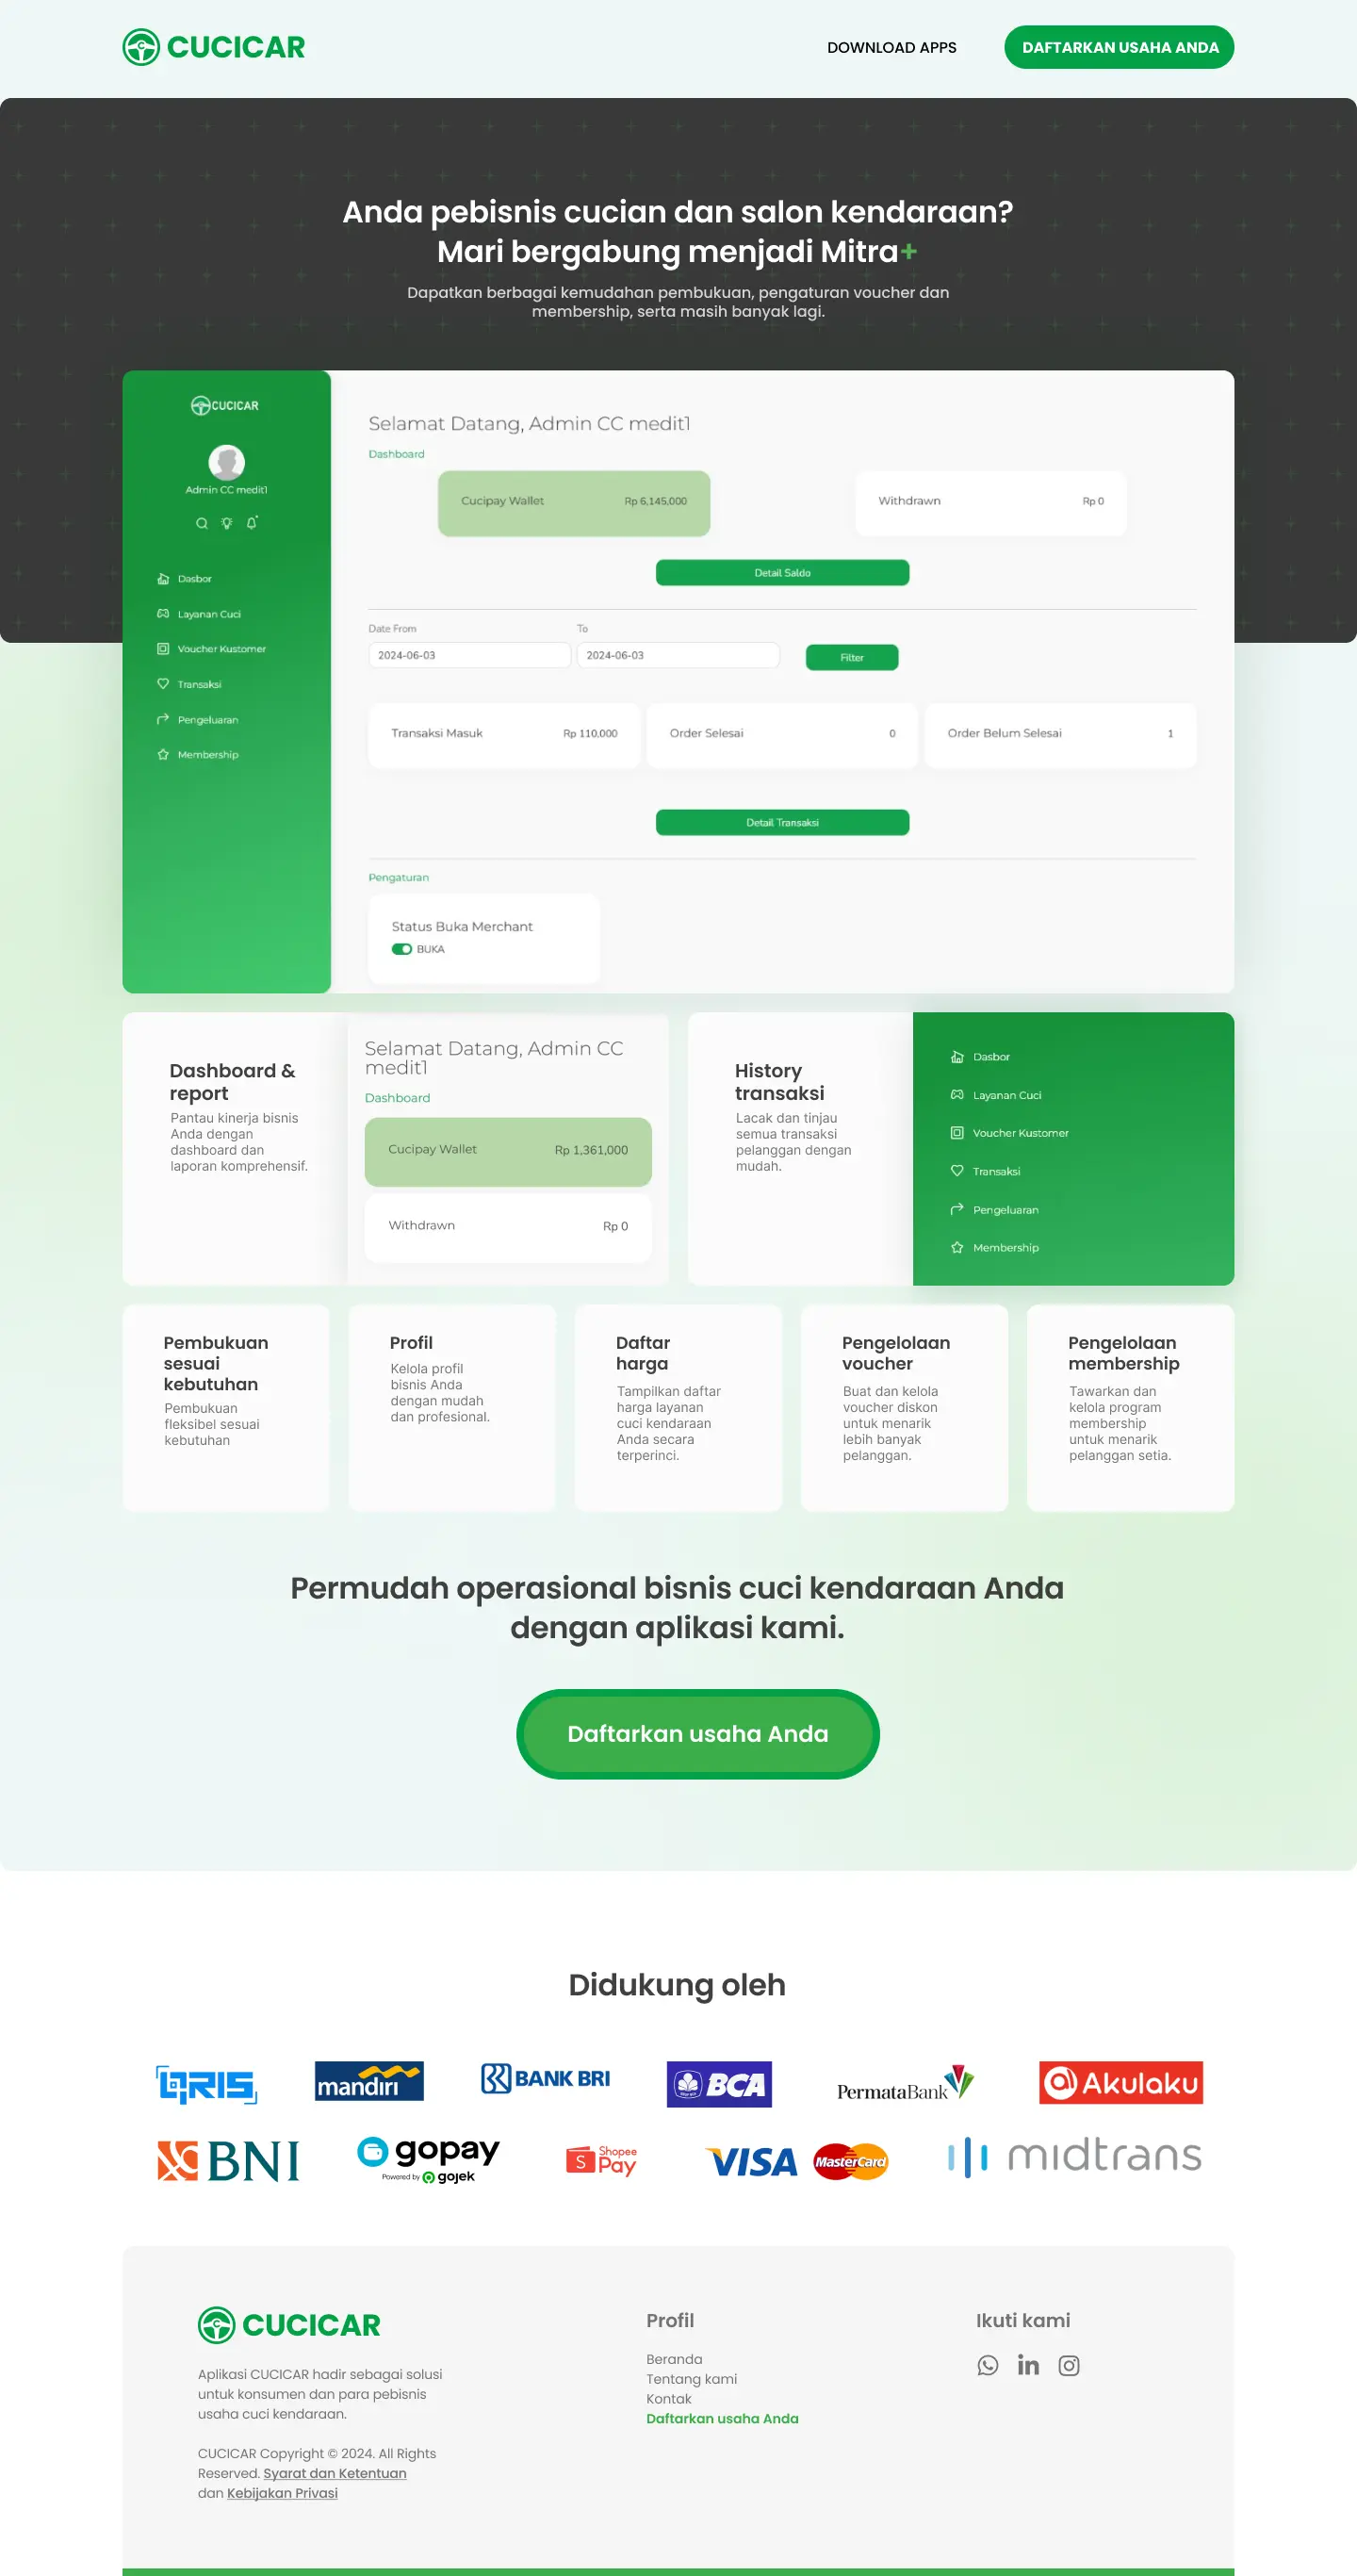 CUCICAR
DOWNLOAD APPS
DAFTARKAN USAHA ANDA
Anda pebisnis cucian dan salon kendaraan?
Mari bergabung menjadi Mitra+
Dapatkan berbagai kemudahan pembukuan, pengaturan voucher dan
membership, serta masih banyak lagi.
CUCICAR
Admin CC medit1
Dasbor
Layanan Cuci
Voucher Kustomer
Transaksi
Pengeluaran
Membership
Selamat Datang, Admin CC medit1
Dashboard
Cucipay Wallet Rp 6,145,000
Withdrawn Rp 0
Detail Saldo
Date From To
2024-06-03 2024-06-03 Filter
Transaksi Masuk Rp 110,000
Order Selesai 0
Order Belum Selesai 1
Detail Transaksi
Pengaturan
Status Buka Merchant
BUKA
Dashboard &
report
Pantau kinerja bisnis
Anda dengan
dashboard dan
laporan komprehensif.
Selamat Datang, Admin CC
medit1
Dashboard
Cucipay Wallet Rp 1,361,000
Withdrawn Rp 0
History
transaksi
Lacak dan tinjau
semua transaksi
pelanggan dengan
mudah.
Dasbor
Layanan Cuci
Voucher Kustomer
Transaksi
Pengeluaran
Membership
Pembukuan
sesuai
kebutuhan
Pembukuan
fleksibel sesuai
kebutuhan
Profil
Kelola profil
bisnis Anda
dengan mudah
dan profesional.
Daftar
harga
Tampilkan daftar
harga layanan
cuci kendaraan
Anda secara
terperinci.
Pengelolaan
voucher
Buat dan kelola
voucher diskon
untuk menarik
lebih banyak
pelanggan.
Pengelolaan
membership
Tawarkan dan
kelola program
membership
untuk menarik
pelanggan setia.
Permudah operasional bisnis cuci kendaraan Anda
dengan aplikasi kami.
Daftarkan usaha Anda
Didukung oleh
QRIS
mandiri
BANK BRI
BCA
PermataBank
Akulaku
BNI
gopay
Powered by gojek
Shopee
Pay
VISA
MasterCard
midtrans
CUCICAR
Aplikasi CUCICAR hadir sebagai solusi
untuk konsumen dan para pebisnis
usaha cuci kendaraan.
CUCICAR Copyright © 2024. All Rights
Reserved. Syarat dan Ketentuan
dan Kebijakan Privasi
Profil
Beranda
Tentang kami
Kontak
Daftarkan usaha Anda
Ikuti kami